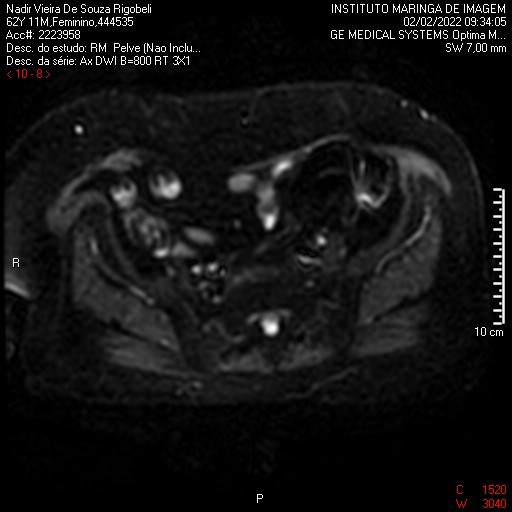 Nadir Vieira De Souza Rigobeli
62Y 11M,Feminino,444535
Acc#: 2223958
Desc. do estudo: RM  Pelve (Nao Inclu...
Desc. da série: Ax DWI B=800 RT 3X1
< 10 - 8 >
INSTITUTO MARINGA DE IMAGEM
02/02/2022 09:34:05
GE MEDICAL SYSTEMS Optima M...
SW 7,00 mm
R
10 cm
P
C 1520
W 3040